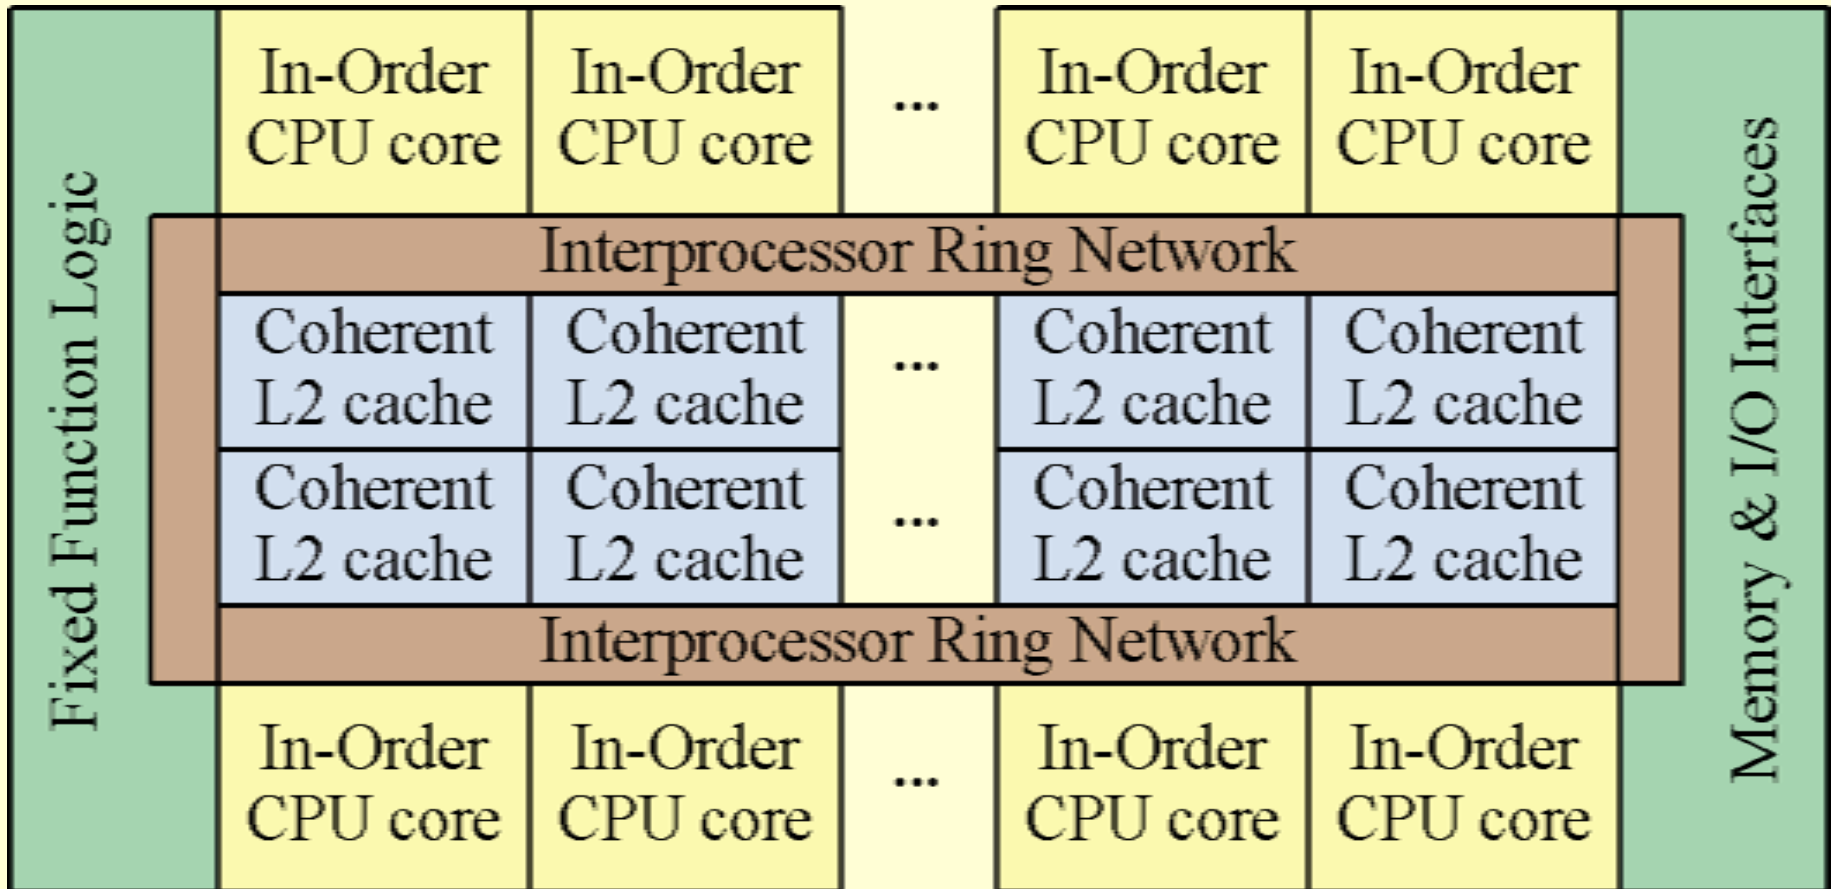 Fixed Function Logic
In-Order
CPU core
In-Order
CPU core
...
In-Order
CPU core
In-Order
CPU core
Interprocessor Ring Network
Coherent
L2 cache
Coherent
L2 cache
...
Coherent
L2 cache
Coherent
L2 cache
Coherent
L2 cache
Coherent
L2 cache
...
Coherent
L2 cache
Coherent
L2 cache
Interprocessor Ring Network
In-Order
CPU core
In-Order
CPU core
...
In-Order
CPU core
In-Order
CPU core
Memory & I/O Interfaces